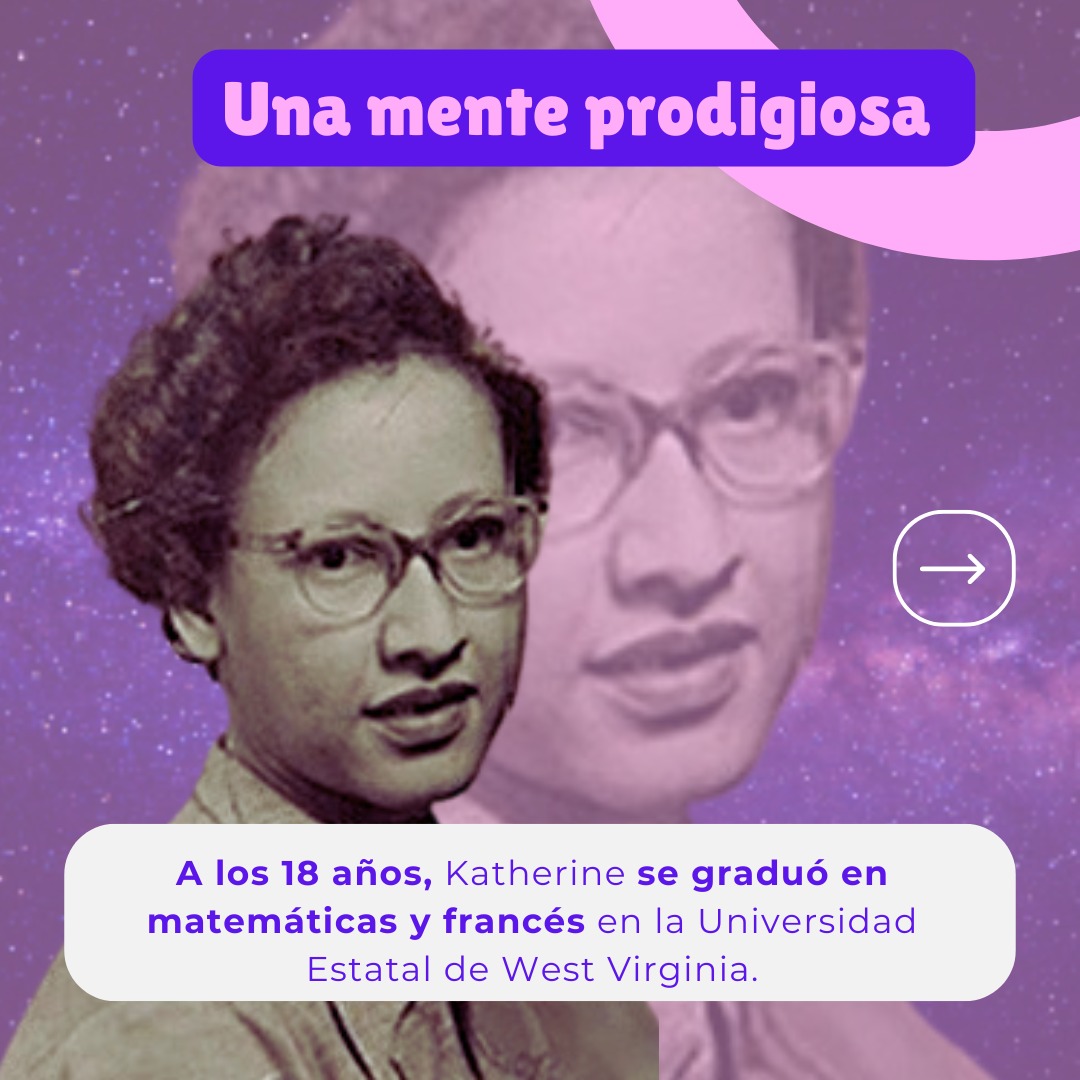 Una mente prodigiosa
A los 18 años, Katherine se graduó en
matemáticas y francés en la Universidad
Estatal de West Virginia.